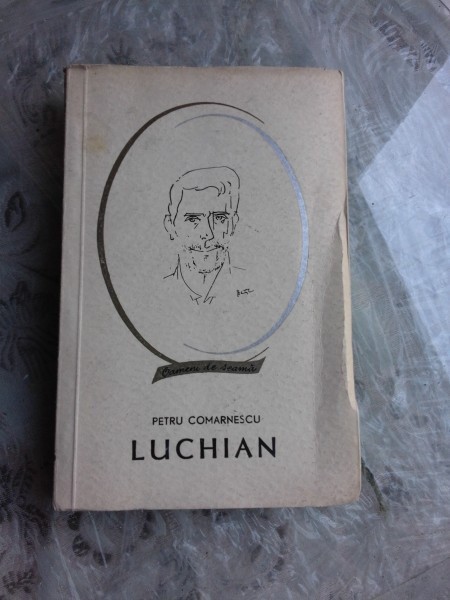 Oameni de seamă
PETRU COMARNESCU
LUCHIAN